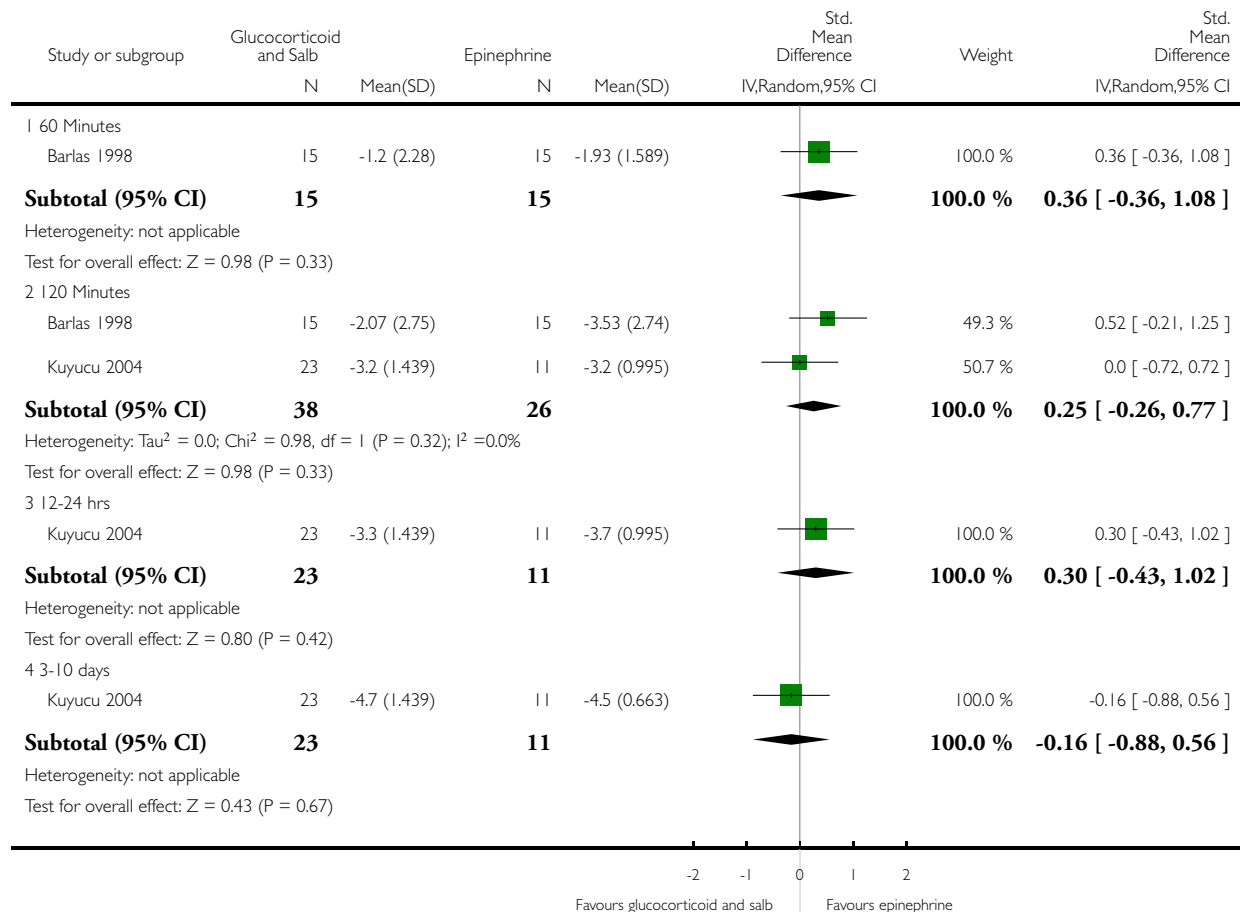 Study or subgroup Glucocorticoid and Salb Epinephrine Std. Mean Difference Weight Std. Mean Difference
N Mean(SD) N Mean(SD) IV,Random,95% CI IV,Random,95% CI
1 60 Minutes
Barlas 1998 15 -1.2 (2.28) 15 -1.93 (1.589) 100.0 % 0.36 [ -0.36, 1.08 ]
Subtotal (95% CI) 15 15 100.0 % 0.36 [ -0.36, 1.08 ]
Heterogeneity: not applicable
Test for overall effect: Z = 0.98 (P = 0.33)
2 120 Minutes
Barlas 1998 15 -2.07 (2.75) 15 -3.53 (2.74) 49.3 % 0.52 [ -0.21, 1.25 ]
Kuyucu 2004 23 -3.2 (1.439) 11 -3.2 (0.995) 50.7 % 0.0 [ -0.72, 0.72 ]
Subtotal (95% CI) 38 26 100.0 % 0.25 [ -0.26, 0.77 ]
Heterogeneity: Tau² = 0.0; Chi² = 0.98, df = 1 (P = 0.32); I² =0.0%
Test for overall effect: Z = 0.98 (P = 0.33)
3 12-24 hrs
Kuyucu 2004 23 -3.3 (1.439) 11 -3.7 (0.995) 100.0 % 0.30 [ -0.43, 1.02 ]
Subtotal (95% CI) 23 11 100.0 % 0.30 [ -0.43, 1.02 ]
Heterogeneity: not applicable
Test for overall effect: Z = 0.80 (P = 0.42)
4 3-10 days
Kuyucu 2004 23 -4.7 (1.439) 11 -4.5 (0.663) 100.0 % -0.16 [ -0.88, 0.56 ]
Subtotal (95% CI) 23 11 100.0 % -0.16 [ -0.88, 0.56 ]
Heterogeneity: not applicable
Test for overall effect: Z = 0.43 (P = 0.67)
-2 -1 0 1 2
Favours glucocorticoid and salb Favours epinephrine